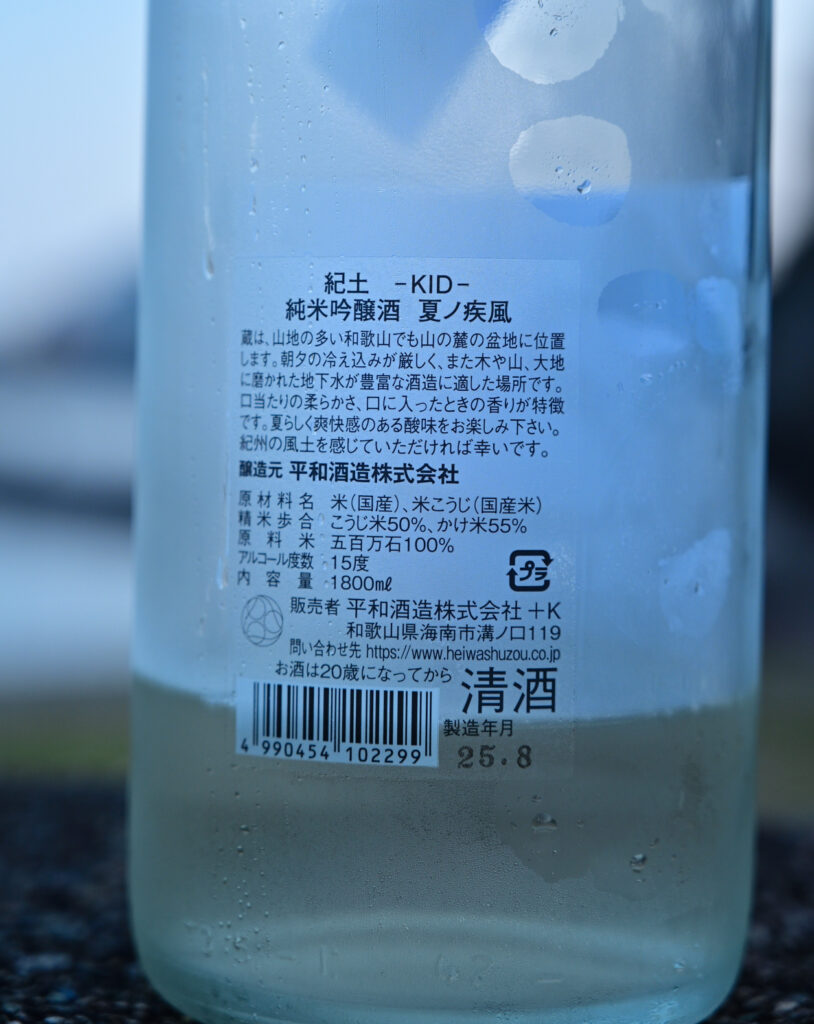 紀土 -KID-
純米吟醸酒 夏ノ疾風
蔵は、山地の多い和歌山でも山の麓の盆地に位置
します。朝夕の冷え込みが厳しく、また木や山、大地
に磨かれた地下水が豊富な酒造に適した場所です。
口当たりの柔らかさ、口に入ったときの香りが特徴
です。夏らしく爽快感のある酸味をお楽しみ下さい。
紀州の風土を感じていただければ幸いです。
醸造元 平和酒造株式会社
原材料名 米(国産)、米こうじ(国産米)
精米歩合 こうじ米50%、かけ米55%
原料米 五百万石100%
アルコール度数 15度
内容量 1800㎖
プラ
販売者 平和酒造株式会社+K
和歌山県海南市溝ノ口119
問い合わせ先 https://www.heiwashuzou.co.jp
お酒は20歳になってから 清酒
製造年月
25.8
4 990454 102299